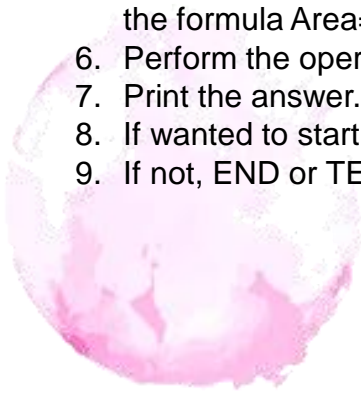 the formula Area=
6. Perform the oper
7. Print the answer.
8. If wanted to start
9. If not, END or TE